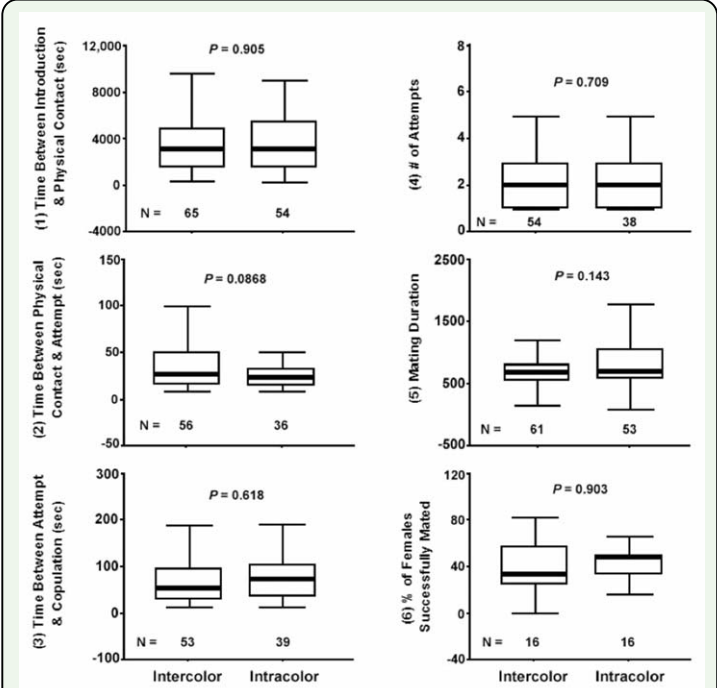 (1) Time Between Introduction
& Physical Contact (sec)
12,000
8000
4000
0
-4000
P = 0.905
N = 65 54
(4) # of Attempts
8
6
4
2
0
P = 0.709
N = 54 38
(2) Time Between Physical
Contact & Attempt (sec)
150
100
50
0
-50
P = 0.0868
N = 56 36
(5) Mating Duration
2500
1500
500
-500
P = 0.143
N = 61 53
(3) Time Between Attempt
& Copulation (sec)
300
200
100
0
-100
P = 0.618
N = 53 39
Intercolor Intracolor
(6) % of Females
Successfully Mated
120
80
40
0
-40
P = 0.903
N = 16 16
Intercolor Intracolor